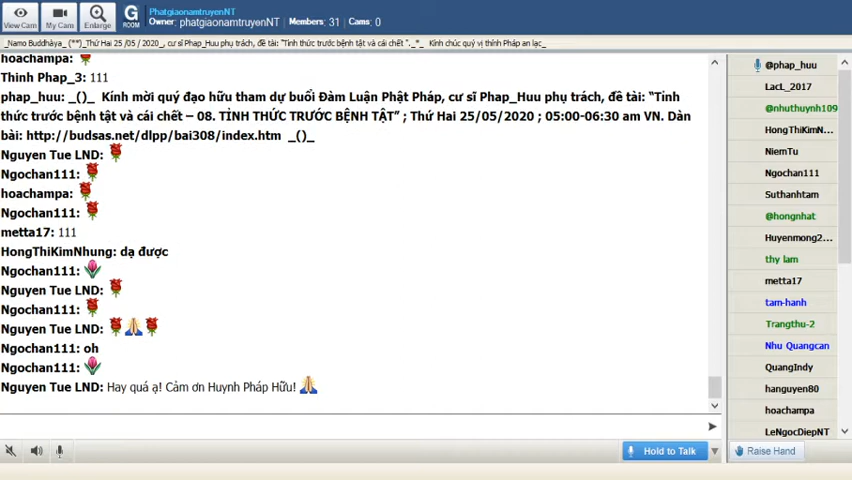 View Cam
My Cam
Enlarge
G
ROOM
PhatgiaonamtruyenNT
Owner: phatgiaonamtruyenNT
Members: 31
Cams: 0
_Namo Buddhàya_ (**)_Thứ Hai 25 /05 / 2020_, cư sĩ Phap_Huu phụ trách, đề tài: "Tỉnh thức trước bệnh tật và cái chết "._*_ Kính chúc quý vị thính Pháp an lạc_
hoachampa:
Thinh Phap_3: 111
phap_huu: _()_ Kính mời quý đạo hữu tham dự buổi Đàm Luận Phật Pháp, cư sĩ Phap_Huu phụ trách, đề tài: "Tỉnh
thức trước bệnh tật và cái chết – 08. TỈNH THỨC TRƯỚC BỆNH TẬT" ; Thứ Hai 25/05/2020 ; 05:00-06:30 am VN. Dàn
bài: http://budsas.net/dlpp/bai308/index.htm _()_
Nguyen Tue LND:
Ngochan111:
hoachampa:
Ngochan111:
metta17: 111
HongThiKimNhung: dạ được
Ngochan111:
Nguyen Tue LND:
Ngochan111:
Nguyen Tue LND:
Ngochan111: oh
Ngochan111:
Nguyen Tue LND: Hay quá ạ! Cảm ơn Huynh Pháp Hữu!
@phap_huu
LacL_2017
@nhuthuynh109
HongThiKimN...
NiemTu
Ngochan111
Suthanhtam
@hongnhat
Huyenmong2...
thy lam
metta17
tam-hanh
Trangthu-2
Nhu Quangcan
QuangIndy
hanguyen80
hoachampa
LeNgocDiepNT
Hold to Talk
Raise Hand